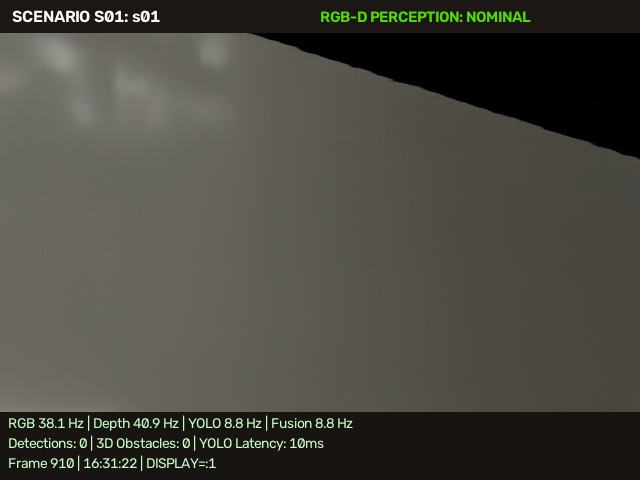 SCENARIO S01: s01
RGB-D PERCEPTION: NOMINAL
RGB 38.1 Hz | Depth 40.9 Hz | YOLO 8.8 Hz | Fusion 8.8 Hz
Detections: 0 | 3D Obstacles: 0 | YOLO Latency: 10ms
Frame 910 | 16:31:22 | DISPLAY=:1